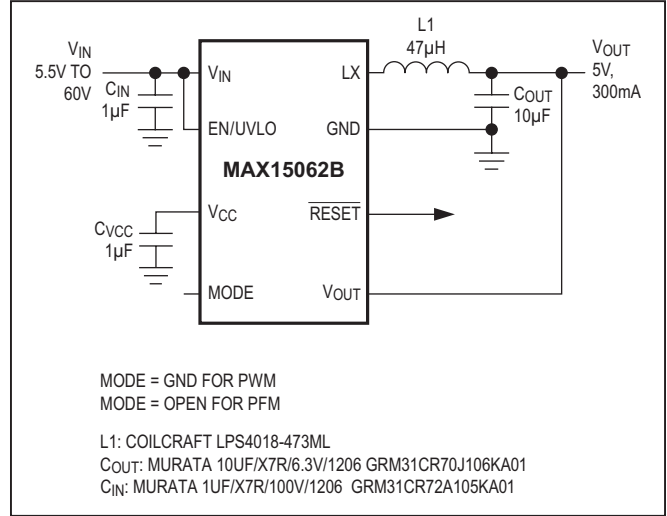 L1
47µH
VIN
5.5V TO
60V
CIN
1µF
VIN
LX
VOUT
5V,
300mA
COUT
10µF
EN/UVLO
GND
MAX15062B
VCC
RESET
CVCC
1µF
MODE
VOUT
MODE = GND FOR PWM
MODE = OPEN FOR PFM
L1: COILCRAFT LPS4018-473ML
COUT: MURATA 10UF/X7R/6.3V/1206 GRM31CR70J106KA01
CIN: MURATA 1UF/X7R/100V/1206 GRM31CR72A105KA01